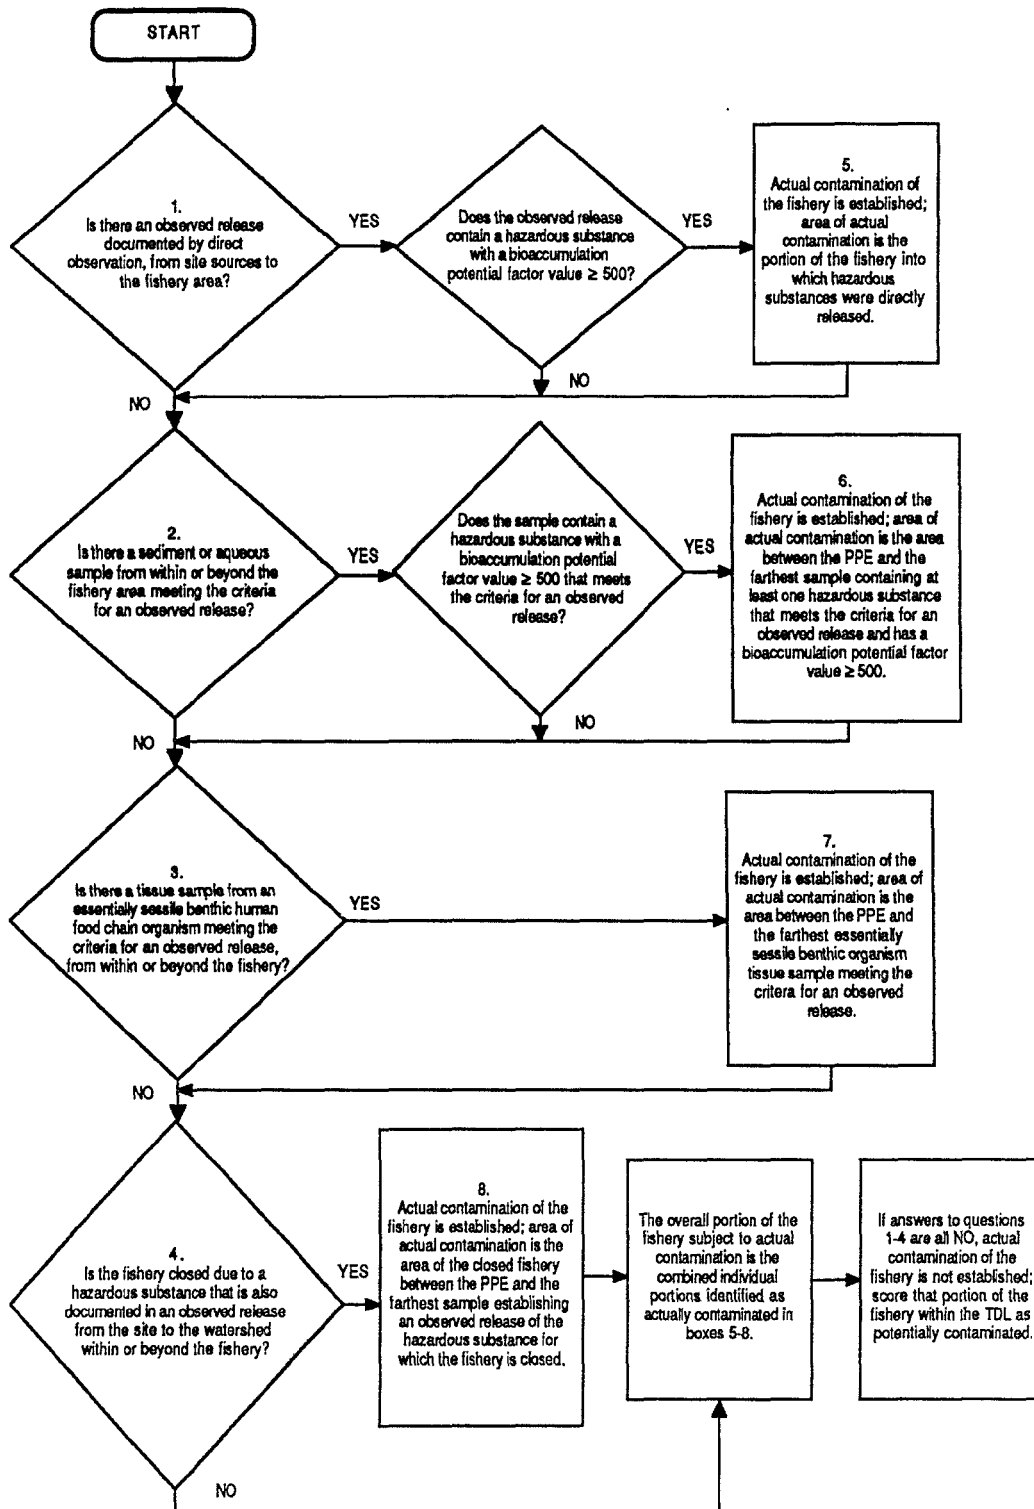 START
1.
Is there an observed release
documented by direct
observation, from site sources to
the fishery area?
YES
Does the observed release
contain a hazardous substance
with a bioaccumulation
potential factor value ≥ 500?
YES
5.
Actual contamination of
the fishery is established;
area of actual
contamination is the
portion of the fishery into
which hazardous
substances were directly
released.
NO
NO
2.
Is there a sediment or aqueous
sample from within or beyond the
fishery area meeting the criteria
for an observed release?
YES
Does the sample contain a
hazardous substance with a
bioaccumulation potential
factor value ≥ 500 that meets
the criteria for an observed
release?
YES
6.
Actual contamination of the
fishery is established; area of
actual contamination is the area
between the PPE and the
farthest sample containing at
least one hazardous substance
that meets the criteria for an
observed release and has a
bioaccumulation potential factor
value ≥ 500.
NO
NO
3.
Is there a tissue sample from an
essentially sessile benthic human
food chain organism meeting the
criteria for an observed release,
from within or beyond the fishery?
YES
7.
Actual contamination of the
fishery is established; area of
actual contamination is the
area between the PPE and
the farthest essentially
sessile benthic organism
tissue sample meeting the
critera for an observed
release.
NO
4.
Is the fishery closed due to a
hazardous substance that is also
documented in an observed release
from the site to the watershed
within or beyond the fishery?
YES
8.
Actual contamination of the
fishery is established; area of
actual contamination is the
area of the closed fishery
between the PPE and the
farthest sample establishing
an observed release of the
hazardous substance for
which the fishery is closed.
The overall portion of the
fishery subject to actual
contamination is the
combined individual
portions identified as
actually contaminated in
boxes 5-8.
If answers to questions
1-4 are all NO, actual
contamination of the
fishery is not established;
score that portion of the
fishery within the TDL as
potentially contaminated.
NO